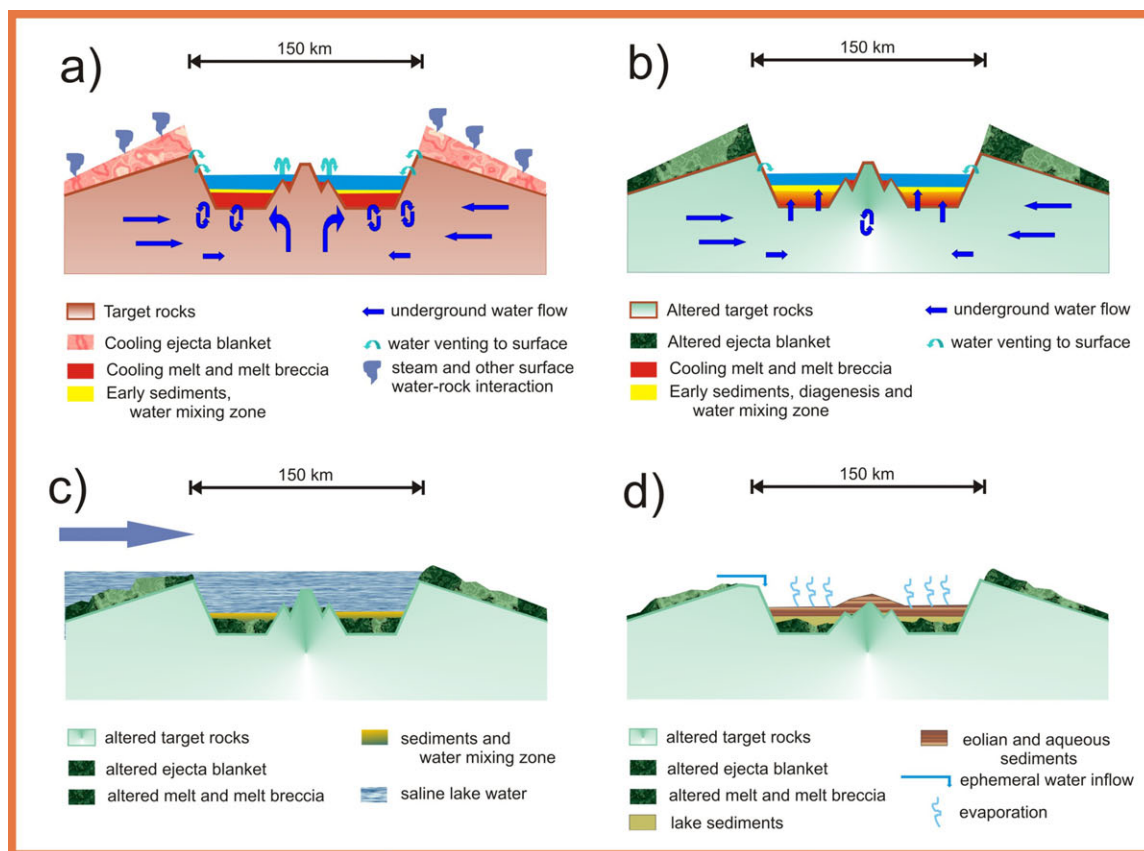 a)
150 km
Target rocks
Cooling ejecta blanket
Cooling melt and melt breccia
Early sediments,
water mixing zone
underground water flow
water venting to surface
steam and other surface
water-rock interaction
b)
150 km
Altered target rocks
Altered ejecta blanket
Cooling melt and melt breccia
Early sediments, diagenesis and
water mixing zone
underground water flow
water venting to surface
c)
150 km
altered target rocks
altered ejecta blanket
altered melt and melt breccia
sediments and
water mixing zone
saline lake water
d)
150 km
altered target rocks
altered ejecta blanket
altered melt and melt breccia
lake sediments
eolian and aqueous
sediments
ephemeral water inflow
evaporation